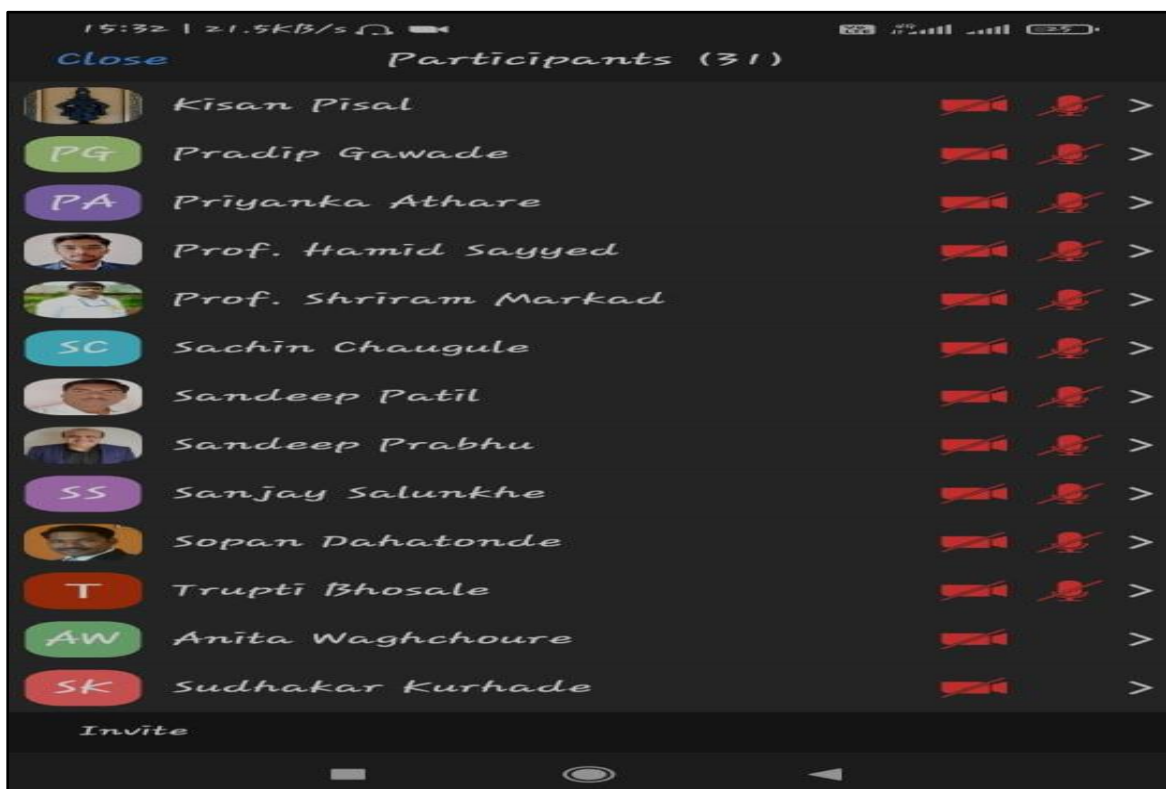 15:32 | 21.5KB/s
Close Participants (31)
Kisan Pisal
PG Pradip Gawade
PA Priyanka Athare
Prof. Hamid Sayyed
Prof. Shriram Markad
SC Sachin Chaugule
Sandeep Patil
Sandeep Prabhu
SS Sanjay Salunkhe
Sopan Dahatonde
T Trupti Bhosale
AW Anita Waghchoure
SK Sudhakar Kurhade
Invite